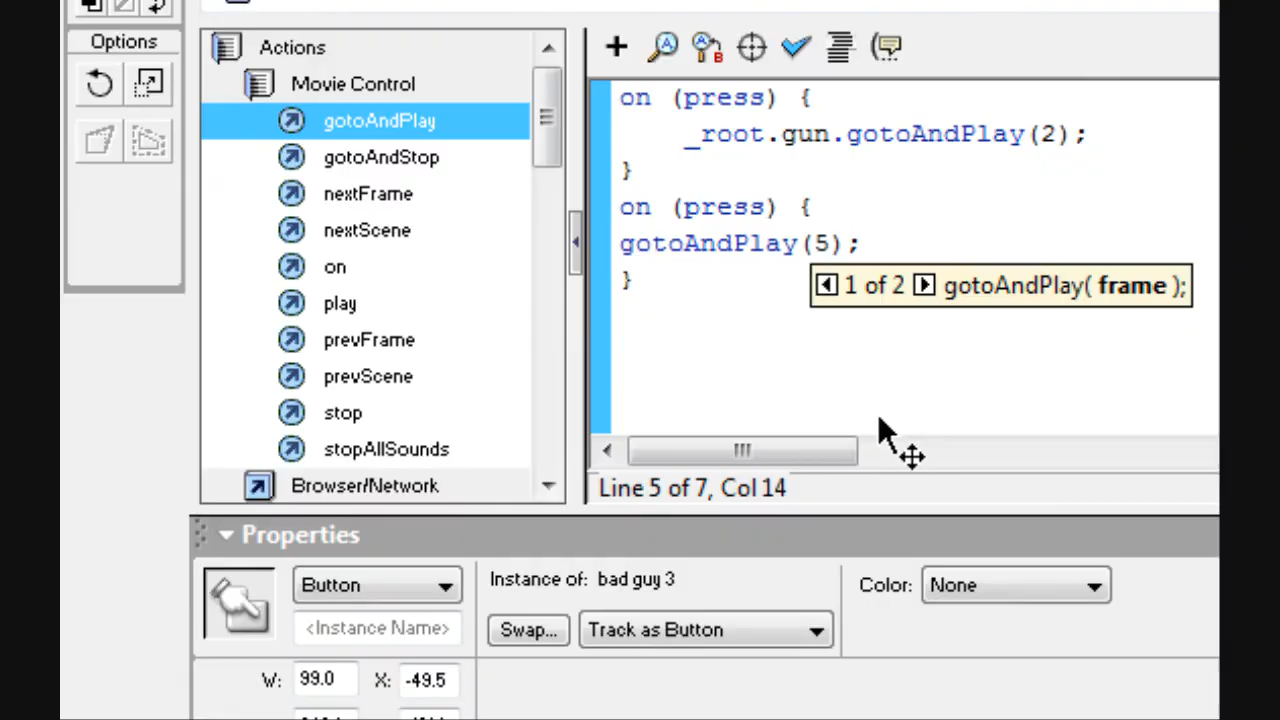 Options
Actions
Movie Control
gotoAndPlay
gotoAndStop
nextFrame
nextScene
on
play
prevFrame
prevScene
stop
stopAllSounds
Browser/Network
on (press) {
_root.gun.gotoAndPlay(2);
}
on (press) {
gotoAndPlay(5);
}
1 of 2 gotoAndPlay( frame );
Line 5 of 7, Col 14
Properties
Button
Instance of: bad guy 3
Color: None
<Instance Name>
Swap...
Track as Button
W: 99.0 X: -49.5